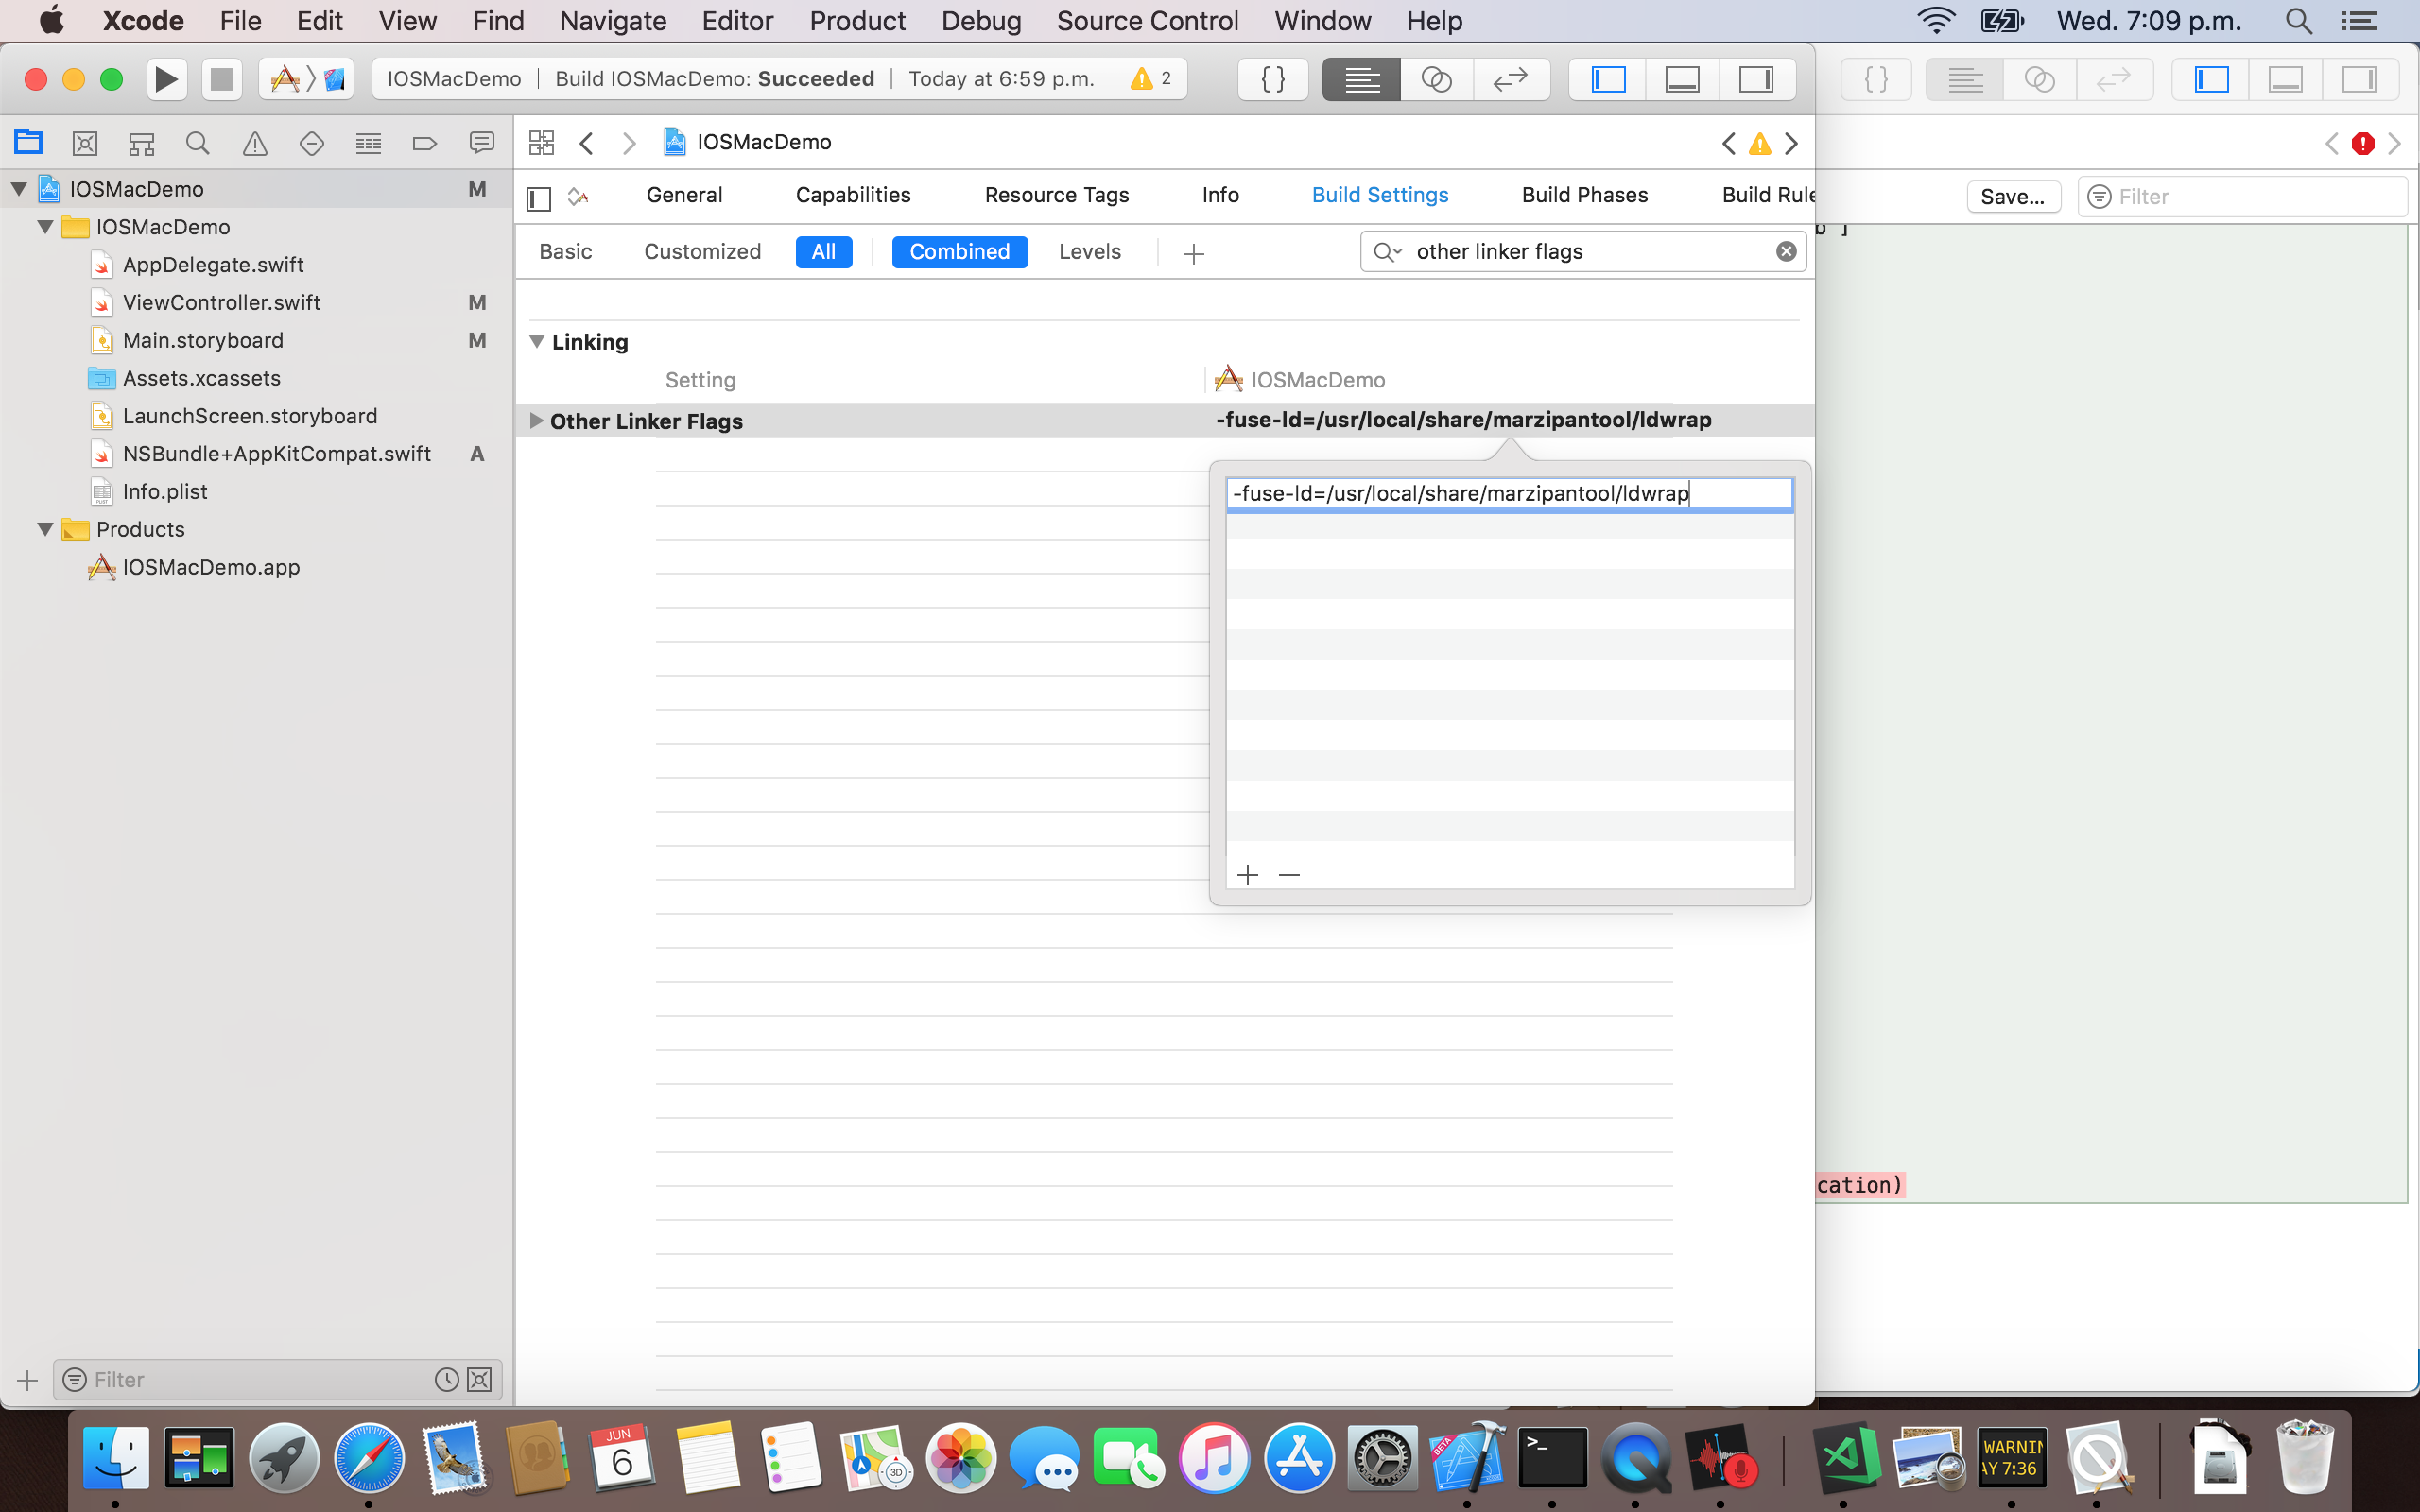 Xcode File Edit View Find Navigate Editor Product Debug Source Control Window Help Wed. 7:09 p.m.
IOSMacDemo | Build IOSMacDemo: Succeeded | Today at 6:59 p.m. 2 { } { }
IOSMacDemo
IOSMacDemo M
General Capabilities Resource Tags Info Build Settings Build Phases Build Rule
Save... Filter
IOSMacDemo
Basic Customized All Combined Levels + other linker flags
AppDelegate.swift
ViewController.swift M
Main.storyboard M
Assets.xcassets
LaunchScreen.storyboard
NSBundle+AppKitCompat.swift A
Info.plist
Products
IOSMacDemo.app
Linking
Setting IOSMacDemo
Other Linker Flags -fuse-ld=/usr/local/share/marzipantool/ldwrap
-fuse-ld=/usr/local/share/marzipantool/ldwrap
+ −
cation)
+ Filter
JUN
6
3D
BETA
>_
WARNIN
AY 7:36